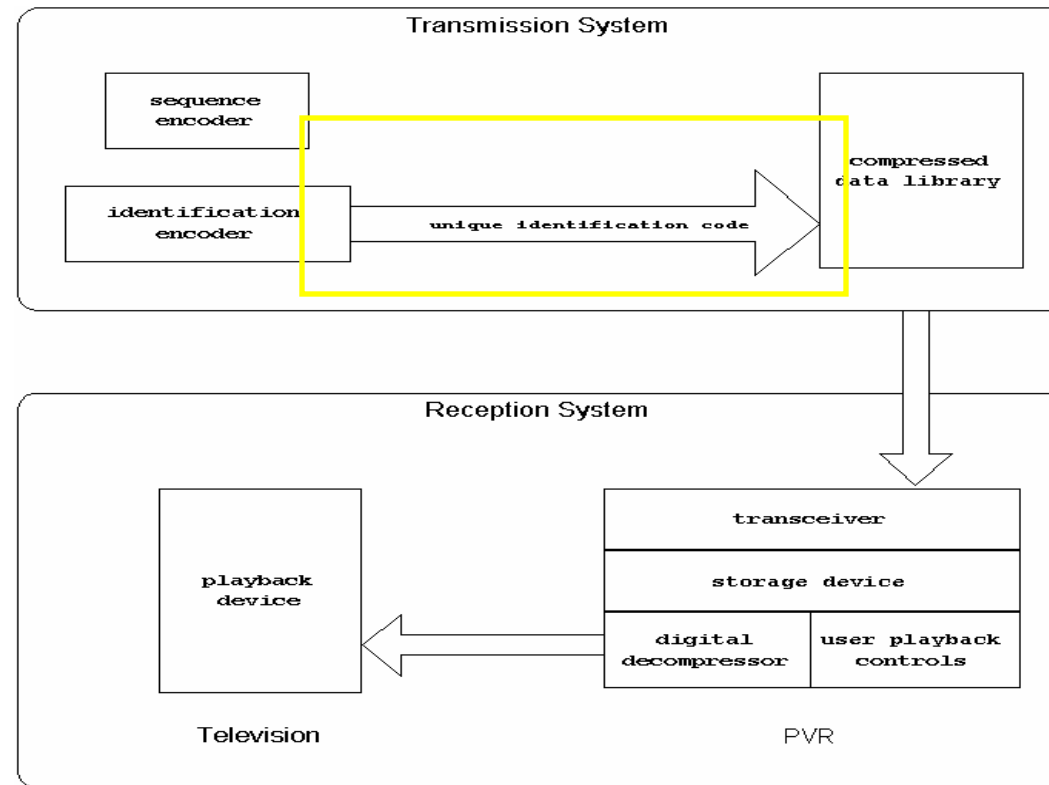 Transmission System
sequence
encoder
identification
encoder
unique identification code
compressed
data library
Reception System
playback
device
transceiver
storage device
digital
decompressor
user playback
controls
Television
PVR